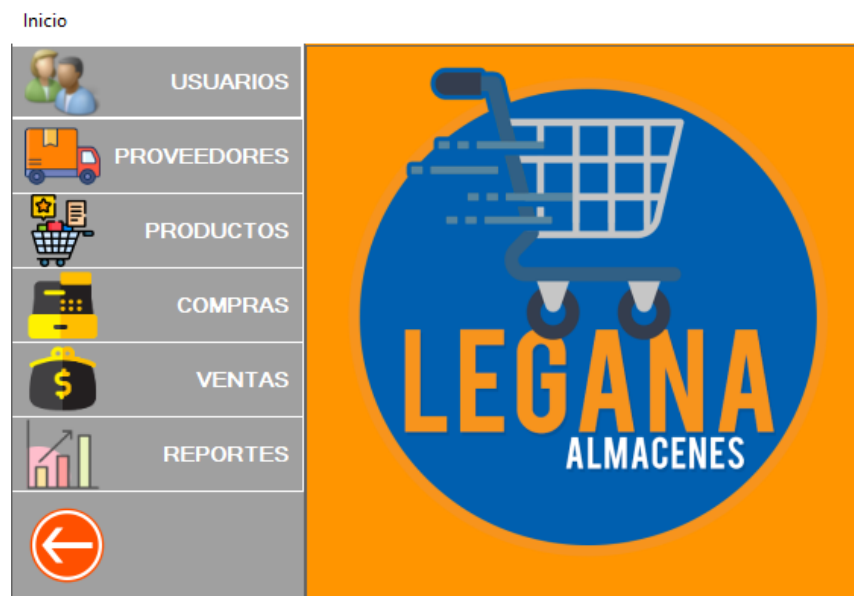 Inicio
USUARIOS
PROVEEDORES
PRODUCTOS
COMPRAS
VENTAS
REPORTES
LEGANA
ALMACENES